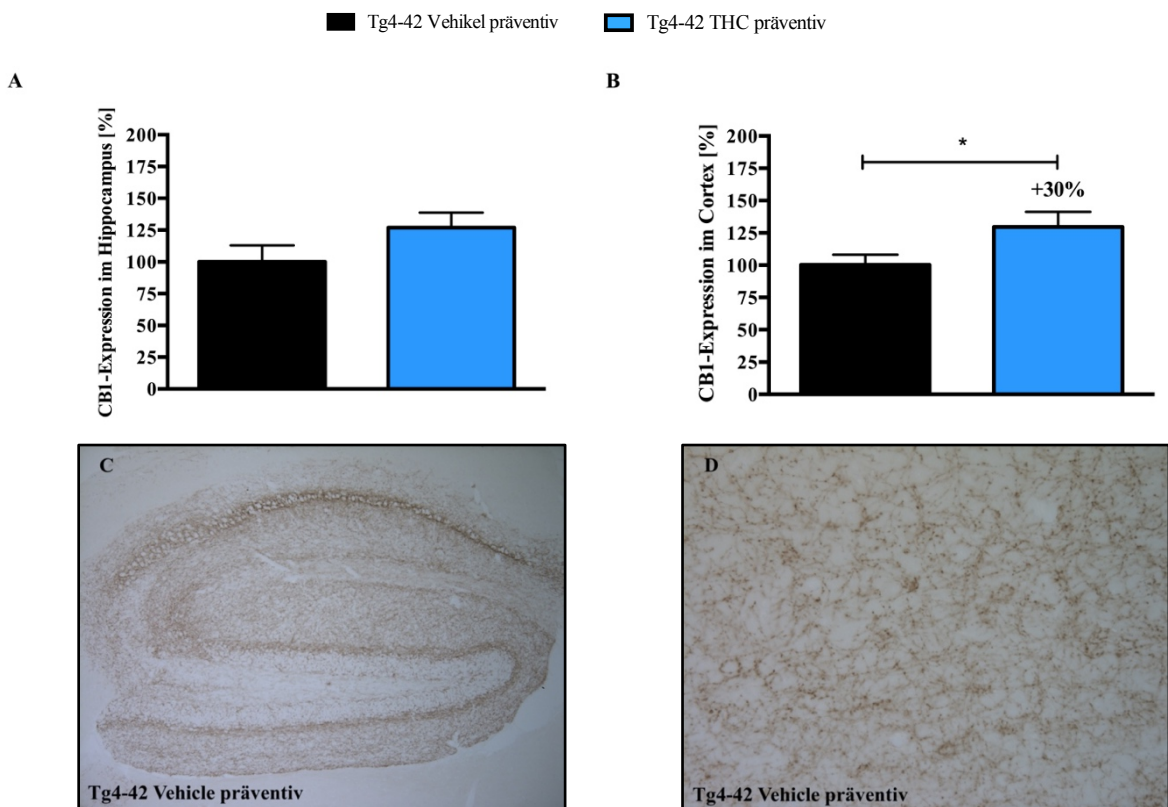 Tg4-42 Vehikel präventiv
Tg4-42 THC präventiv
A
CB1-Expression im Hippocampus [%]
200
175
150
125
100
75
50
25
0
B
CB1-Expression im Cortex [%]
200
175
150
125
100
75
50
25
0
*
+30%
C
Tg4-42 Vehicle präventiv
D
Tg4-42 Vehicle präventiv